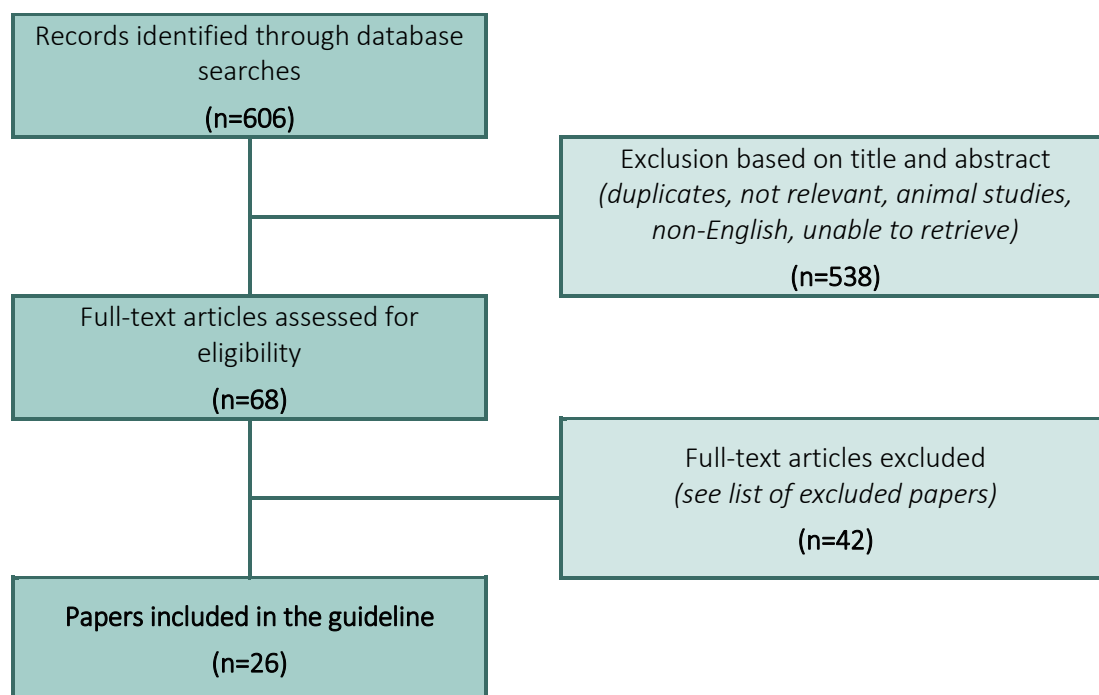 Records identified through database
searches
(n=606)
Exclusion based on title and abstract
(duplicates, not relevant, animal studies,
non-English, unable to retrieve)
(n=538)
Full-text articles assessed for
eligibility
(n=68)
Full-text articles excluded
(see list of excluded papers)
(n=42)
Papers included in the guideline
(n=26)